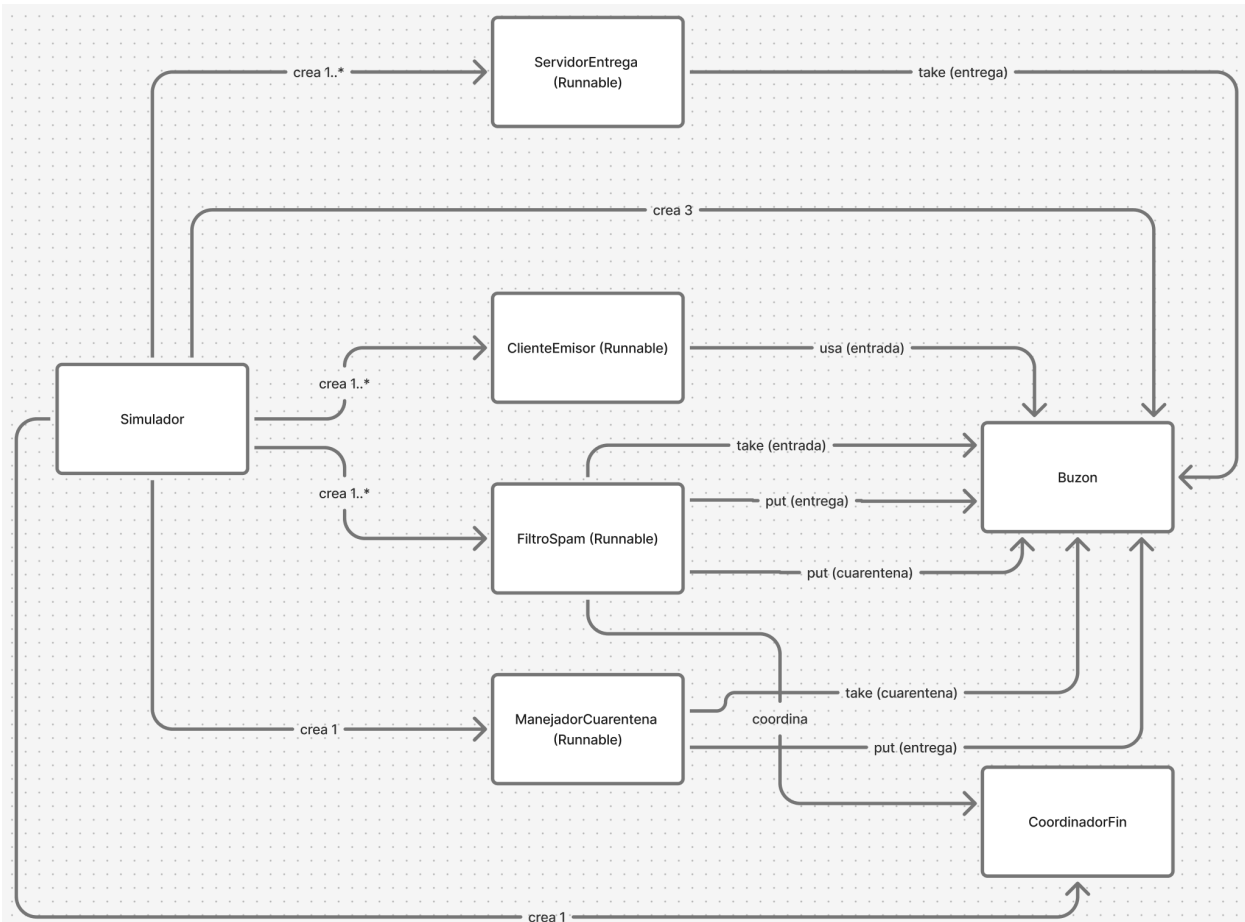 ServidorEntrega
(Runnable)
crea 1..*
take (entrega)
crea 3
ClienteEmisor (Runnable)
usa (entrada)
crea 1..*
Simulador
take (entrada)
Buzon
crea 1..*
put (entrega)
FiltroSpam (Runnable)
put (cuarentena)
take (cuarentena)
ManejadorCuarentena
(Runnable)
coordina
crea 1
put (entrega)
CoordinadorFin
crea 1